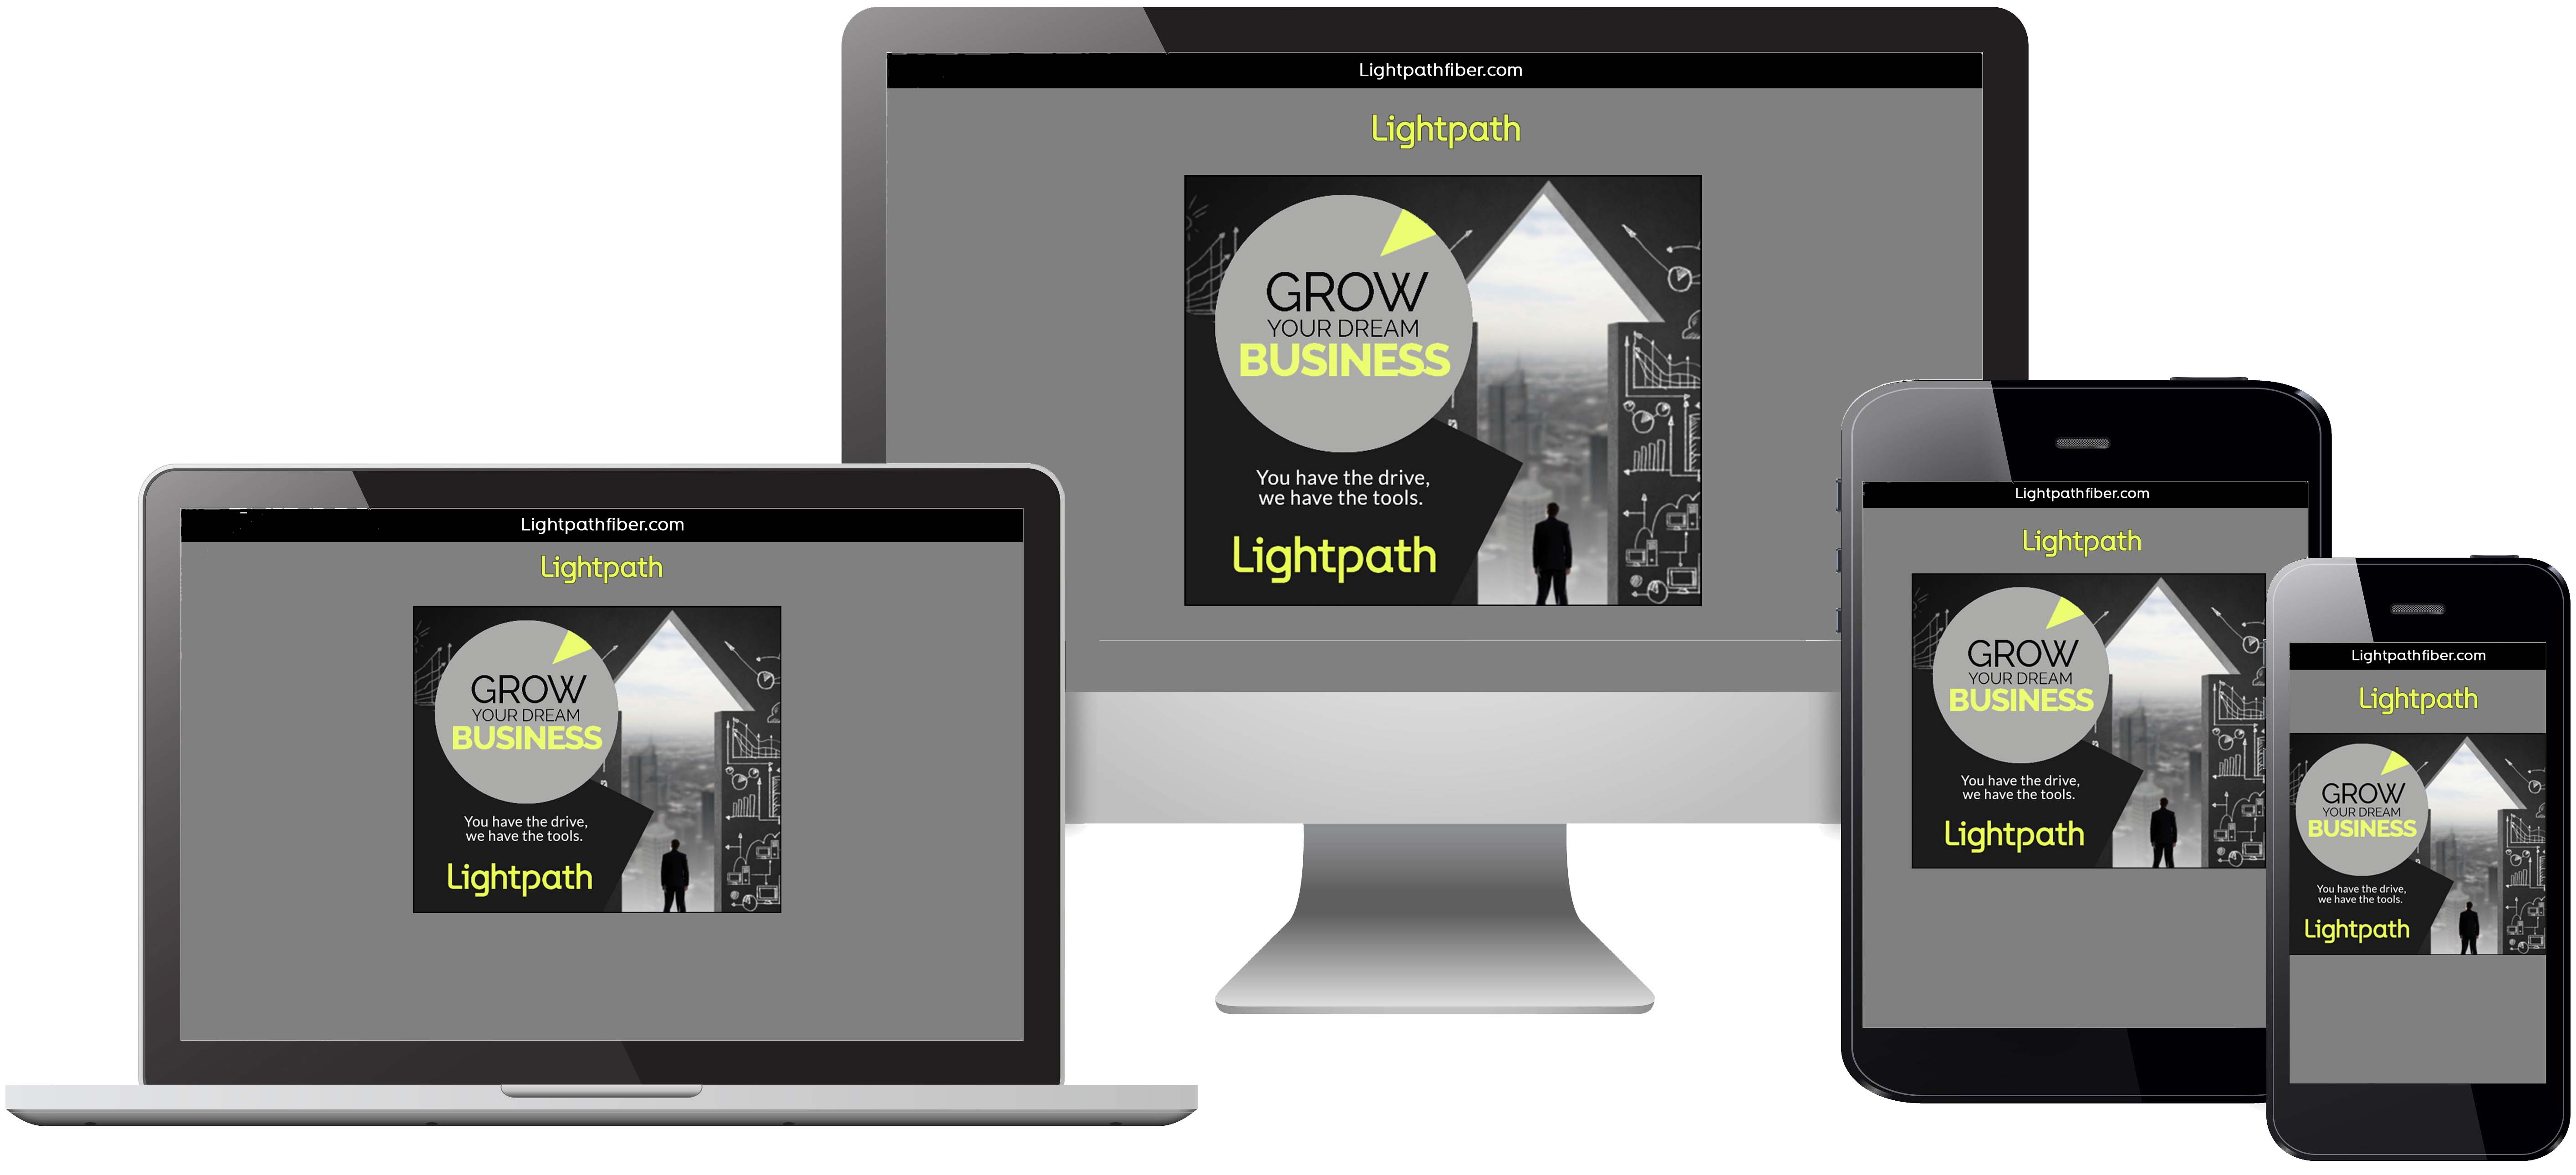 Lightpathfiber.com
Lightpath
GROW
YOUR DREAM
BUSINESS
You have the drive,
we have the tools.
Lightpath
Lightpathfiber.com
Lightpath
GROW
YOUR DREAM
BUSINESS
You have the drive,
we have the tools.
Lightpath
Lightpathfiber.com
Lightpath
GROW
YOUR DREAM
BUSINESS
You have the drive,
we have the tools.
Lightpath
Lightpathfiber.com
Lightpath
GROW
YOUR DREAM
BUSINESS
You have the drive,
we have the tools.
Lightpath